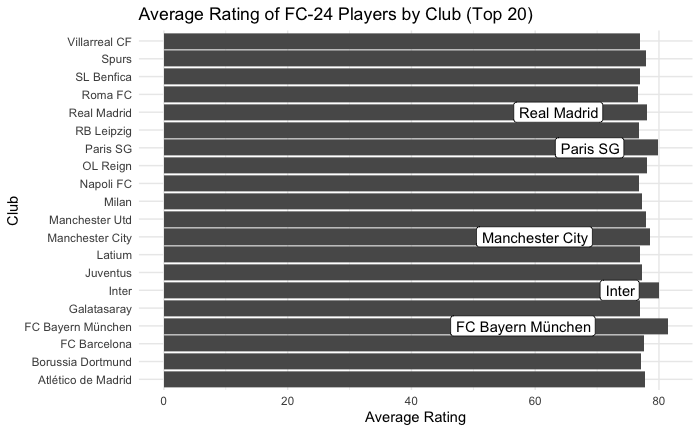 Average Rating of FC-24 Players by Club (Top 20)
Club
Villarreal CF
Spurs
SL Benfica
Roma FC
Real Madrid
Real Madrid
RB Leipzig
Paris SG
Paris SG
OL Reign
Napoli FC
Milan
Manchester Utd
Manchester City
Manchester City
Latium
Juventus
Inter
Inter
Galatasaray
FC Bayern München
FC Bayern München
FC Barcelona
Borussia Dortmund
Atlético de Madrid
0 20 40 60 80
Average Rating